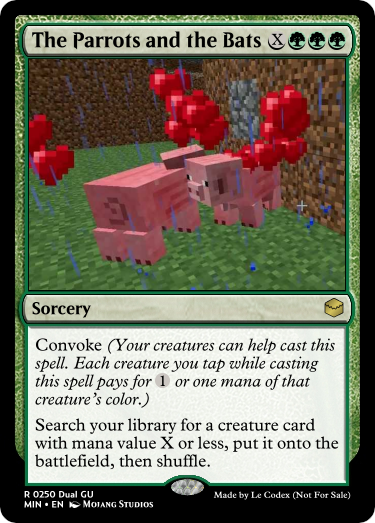 The Parrots and the Bats X
Sorcery
Convoke (Your creatures can help cast this
spell. Each creature you tap while casting
this spell pays for 1 or one mana of that
creature's color.)
Search your library for a creature card
with mana value X or less, put it onto the
battlefield, then shuffle.
R 0250 Dual GU
MIN • EN Mojang Studios
Made by Le Codex (Not For Sale)